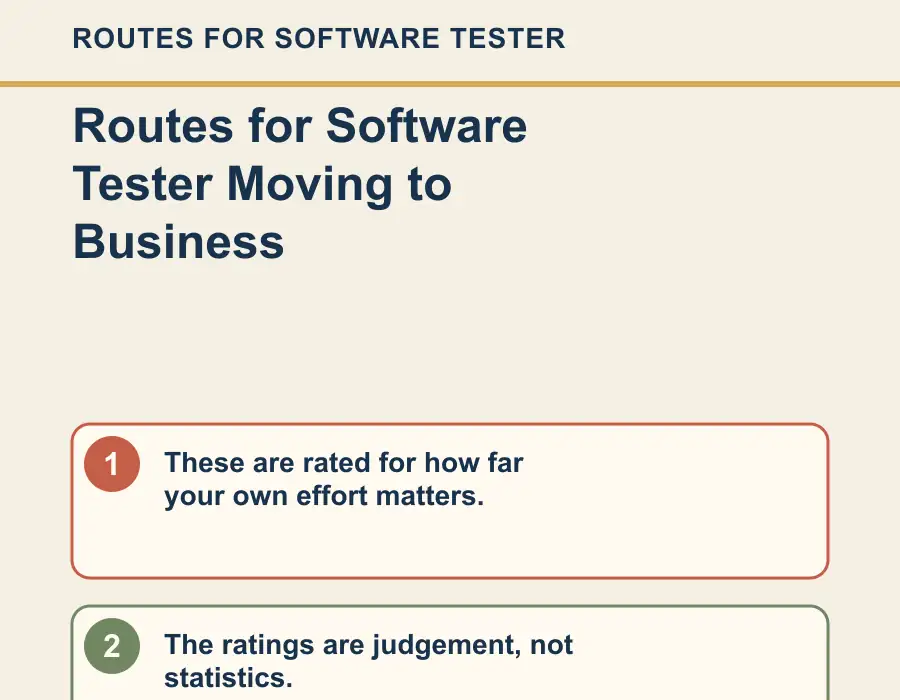 ROUTES FOR SOFTWARE TESTER
Routes for Software
Tester Moving to
Business
1
These are rated for how far
your own effort matters.
2
The ratings are judgement, not
statistics.